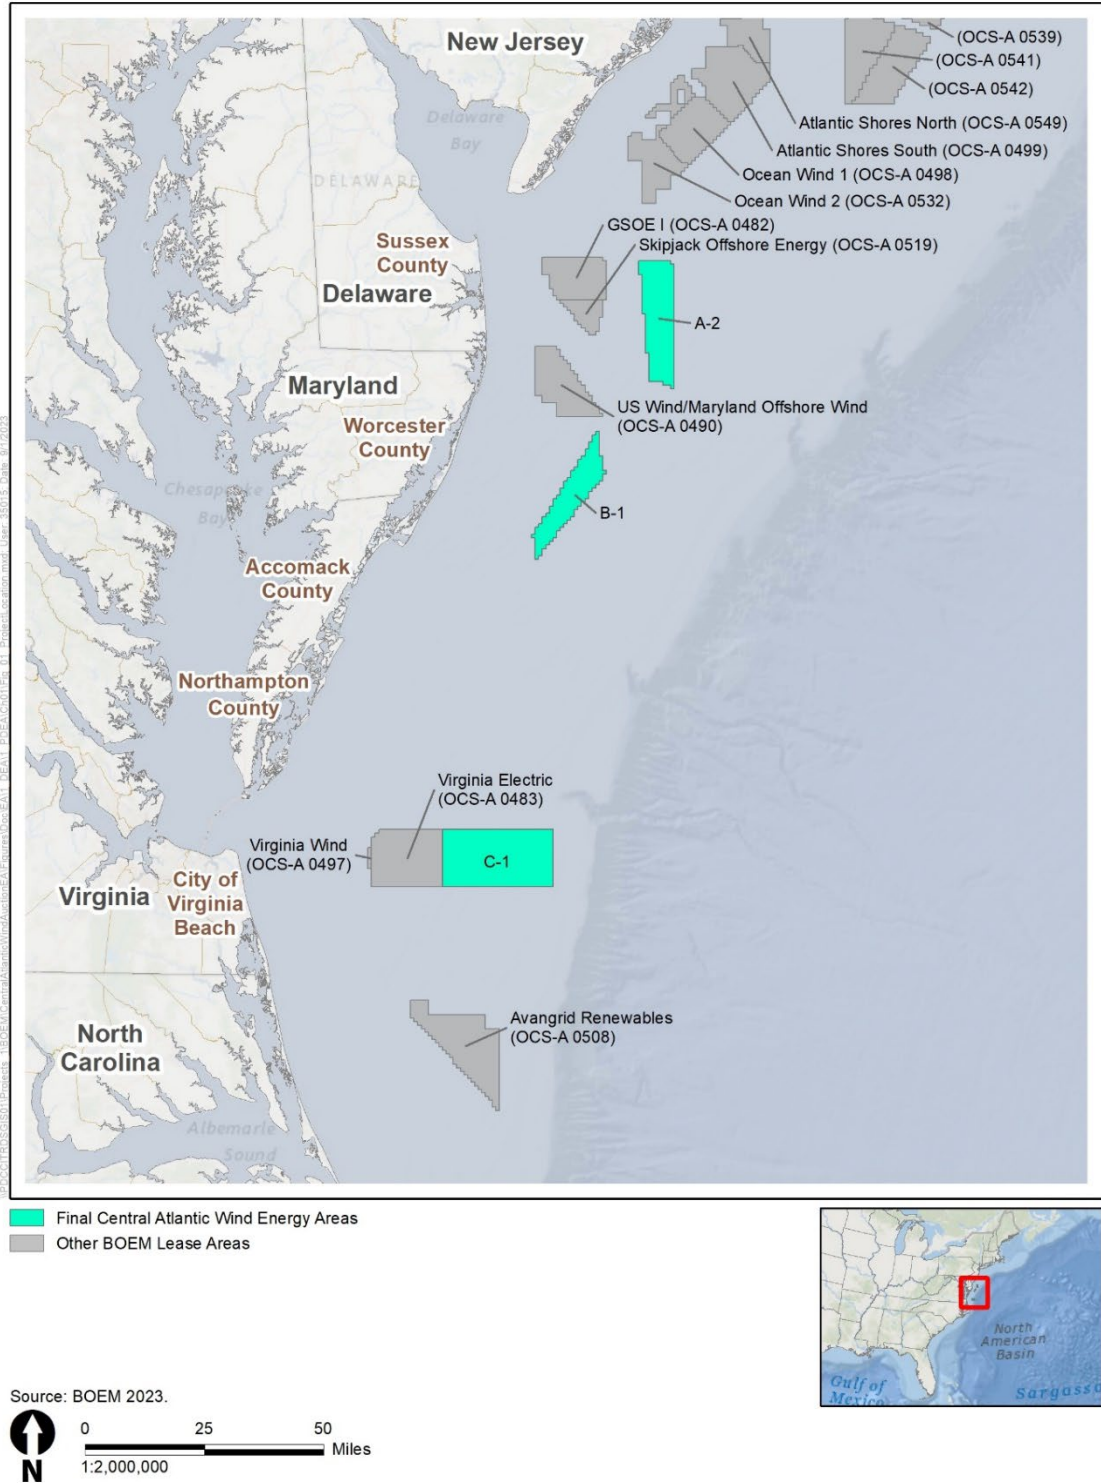 New Jersey
(OCS-A 0539)
(OCS-A 0541)
(OCS-A 0542)
Delaware
Bay
Atlantic Shores North (OCS-A 0549)
Atlantic Shores South (OCS-A 0499)
Ocean Wind 1 (OCS-A 0498)
Ocean Wind 2 (OCS-A 0532)
DELAWARE
GSOE I (OCS-A 0482)
Skipjack Offshore Energy (OCS-A 0519)
Sussex
County
Delaware
A-2
Maryland
US Wind/Maryland Offshore Wind
(OCS-A 0490)
Worcester
County
Chesapeake
Bay
B-1
Accomack
County
Northampton
County
Virginia Electric
(OCS-A 0483)
Virginia Wind
(OCS-A 0497)
C-1
City of
Virginia
Beach
Virginia
Avangrid Renewables
(OCS-A 0508)
North
Carolina
Albemarle
Sound
Final Central Atlantic Wind Energy Areas
Other BOEM Lease Areas
North
American
Basin
Gulf of
Mexico
Sargasso
Source: BOEM 2023.
N
0 25 50
Miles
1:2,000,000